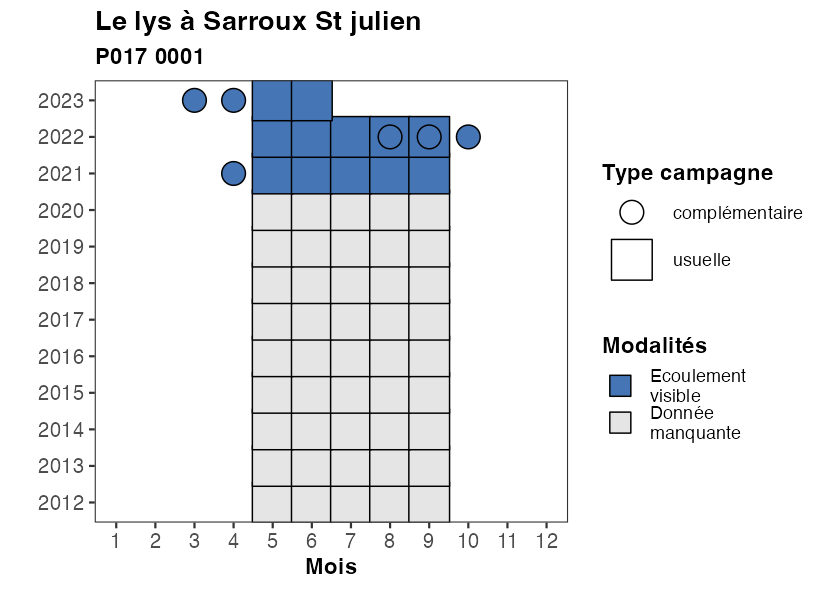 Le lys à Sarroux St julien
P017 0001
2023
2022
2021
2020
2019
2018
2017
2016
2015
2014
2013
2012
1 2 3 4 5 6 7 8 9 10 11 12
Mois
Type campagne
complémentaire
usuelle
Modalités
Ecoulement
visible
Donnée
manquante